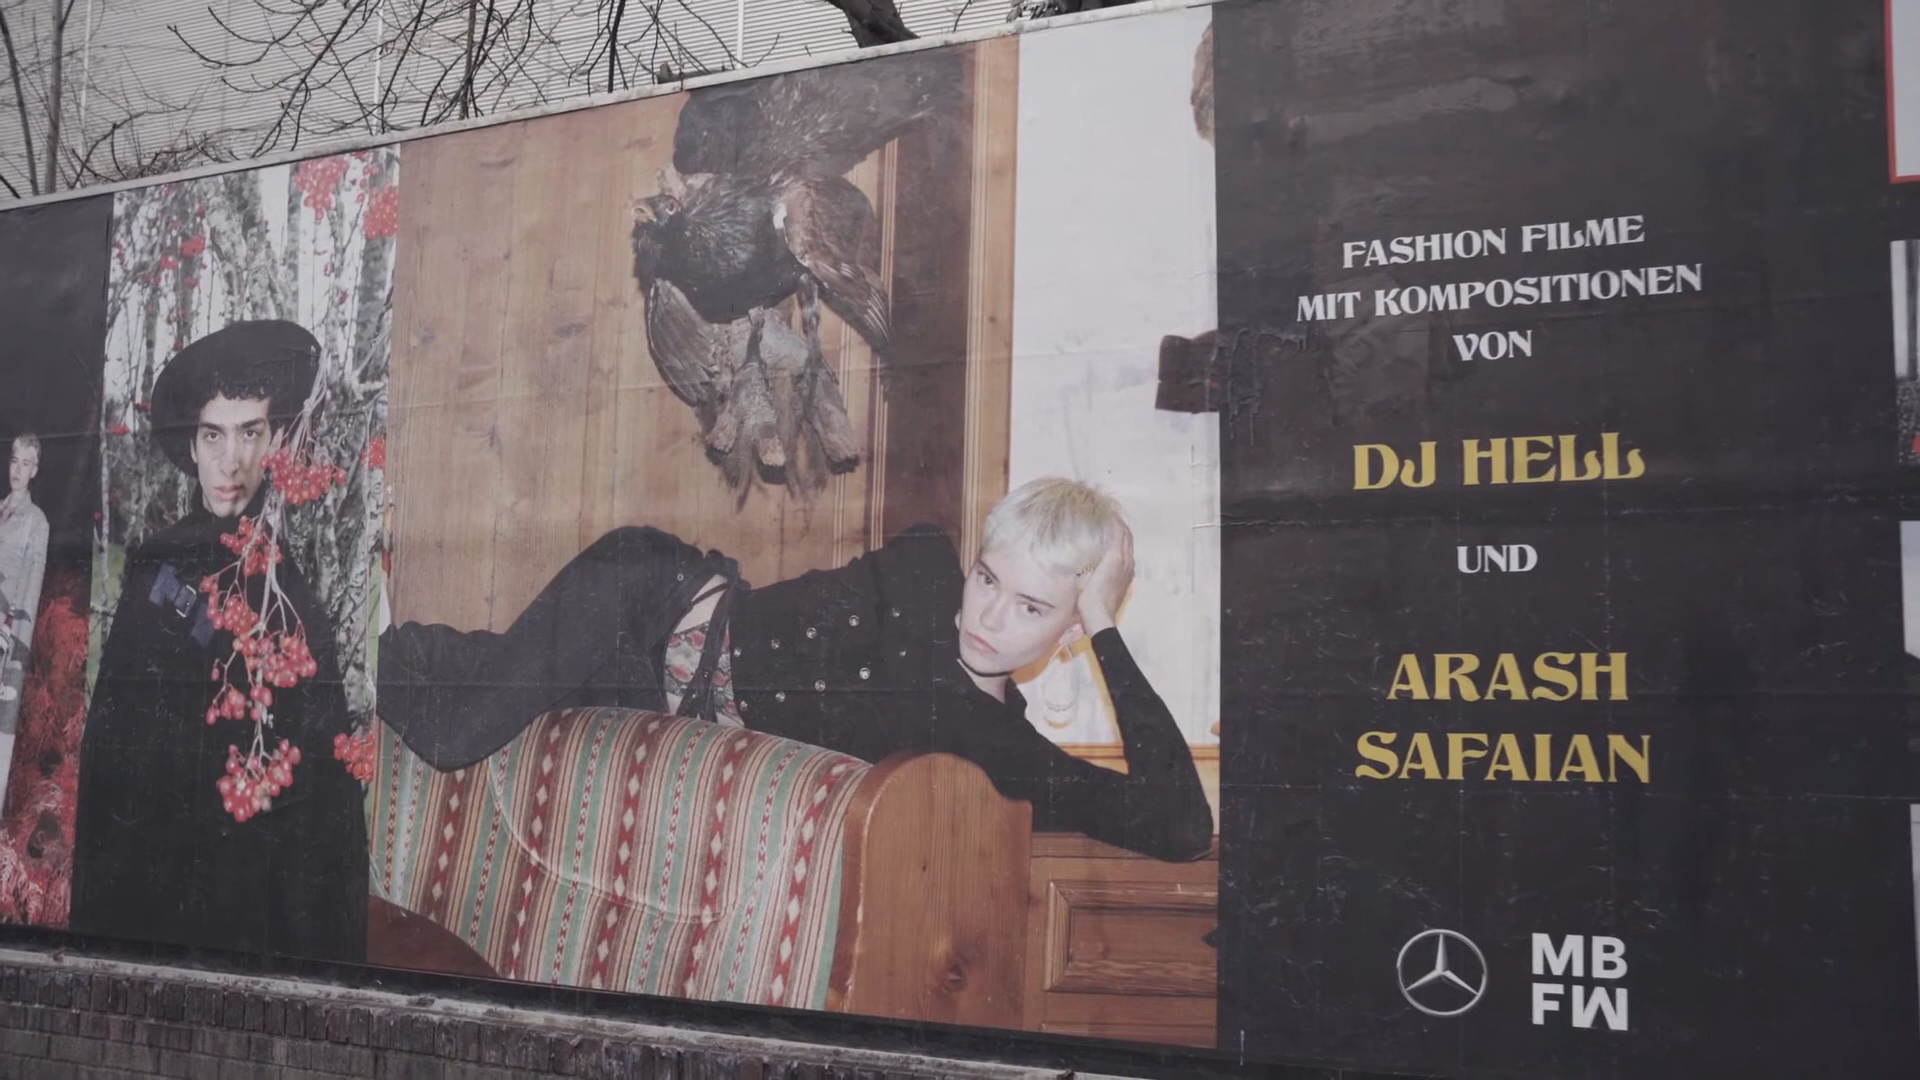 FASHION FILME
MIT KOMPOSITIONEN
VON
DJ HELL
UND
ARASH
SAFAIAN
MB
FW